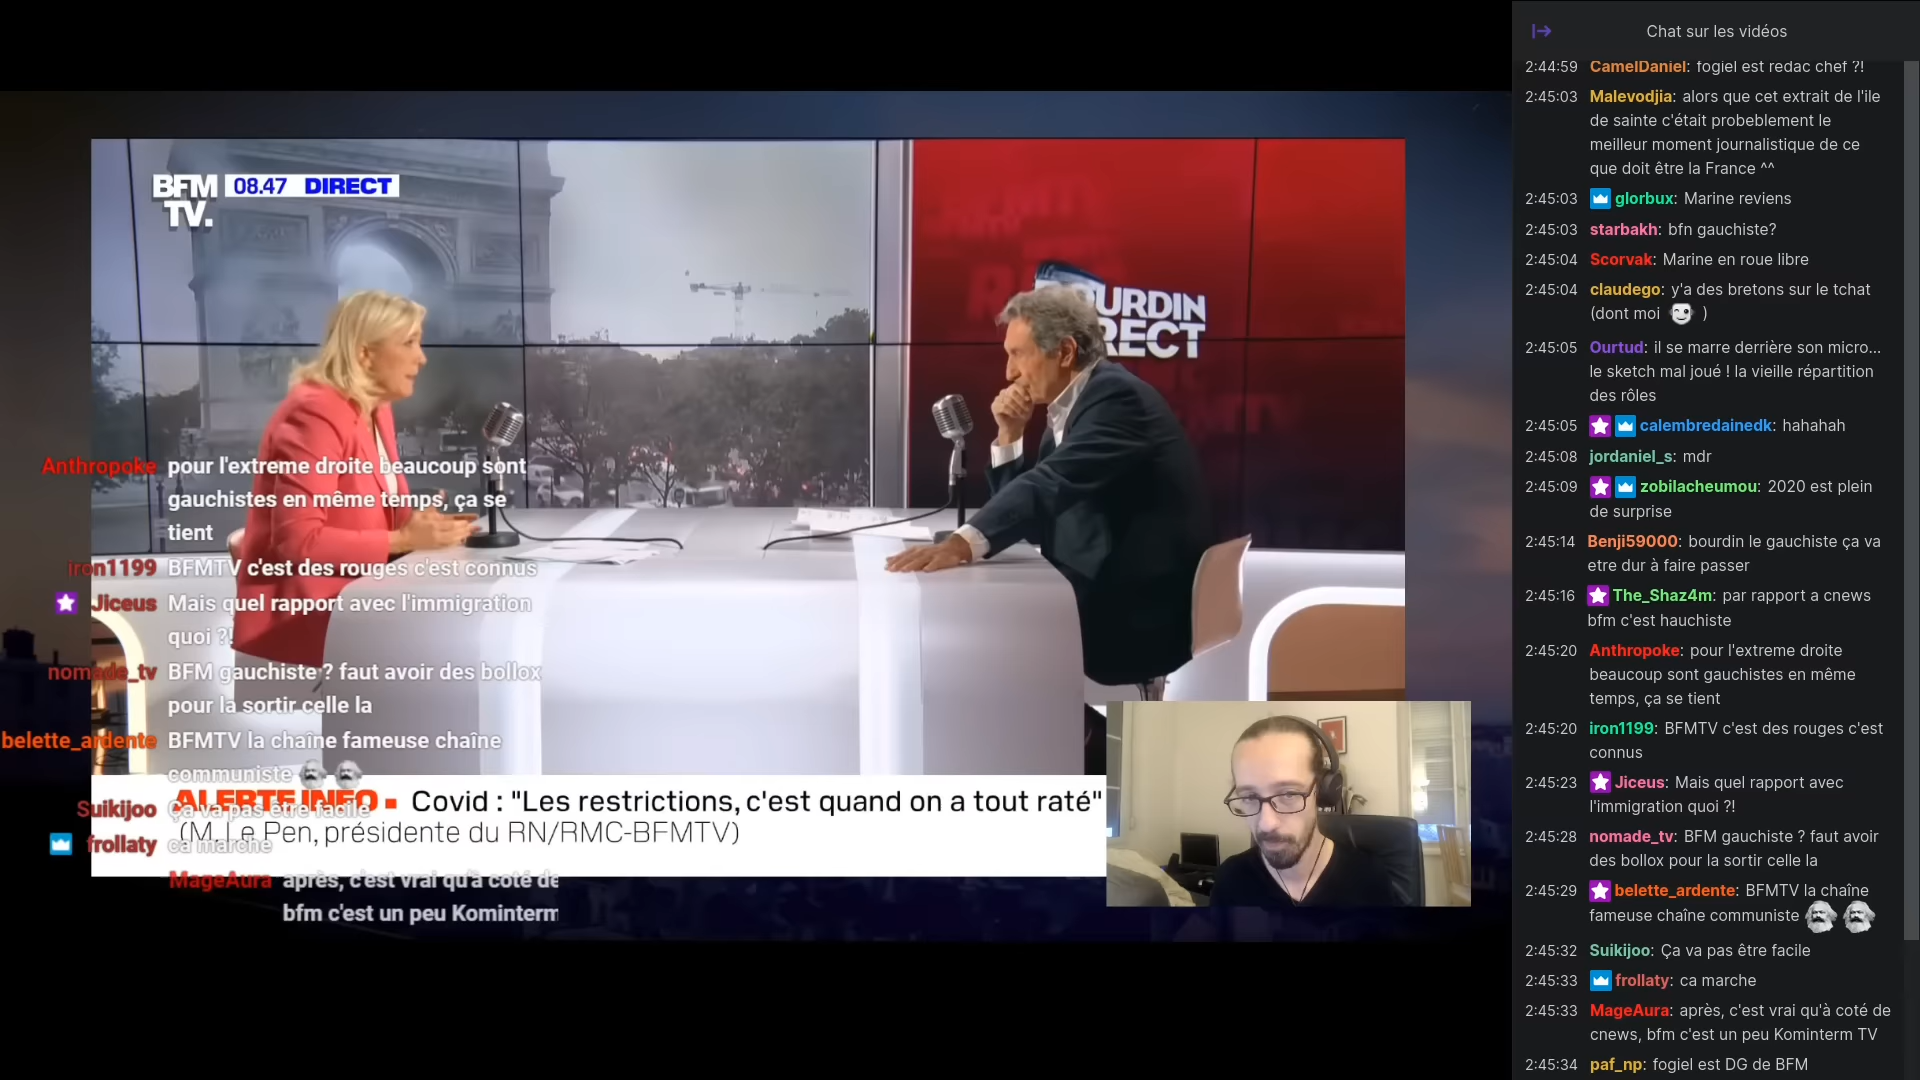 BFM
TV.
08.47 DIRECT
URDIN
RECT
Anthropoke pour l'extreme droite beaucoup sont
gauchistes en même temps, ça se
tient
iron1199 BFMTV c'est des rouges c'est connus
Jiceus Mais quel rapport avec l'immigration
quoi ?!
nomade_tv BFM gauchiste ? faut avoir des bollox
pour la sortir celle la
belette_ardente BFMTV la chaîne fameuse chaîne
communiste
Suikijoo Ça va pas être facile
frollaty ca marche
MageAura après, c'est vrai qu'à coté de
bfm c'est un peu Kominterm
ALERTE INFO Covid : "Les restrictions, c'est quand on a tout raté"
(M. Le Pen, présidente du RN/RMC-BFMTV)
Chat sur les vidéos
2:44:59 CamelDaniel: fogiel est redac chef ?!
2:45:03 Malevodjia: alors que cet extrait de l'ile
de sainte c'était probeblement le
meilleur moment journalistique de ce
que doit être la France ^^
2:45:03 glorbux: Marine reviens
2:45:03 starbakh: bfn gauchiste?
2:45:04 Scorvak: Marine en roue libre
2:45:04 claudego: y'a des bretons sur le tchat
(dont moi )
2:45:05 Ourtud: il se marre derrière son micro...
le sketch mal joué ! la vieille répartition
des rôles
2:45:05 calembredainedk: hahahah
2:45:08 jordaniel_s: mdr
2:45:09 zobilacheumou: 2020 est plein
de surprise
2:45:14 Benji59000: bourdin le gauchiste ça va
etre dur à faire passer
2:45:16 The_Shaz4m: par rapport a cnews
bfm c'est hauchiste
2:45:20 Anthropoke: pour l'extreme droite
beaucoup sont gauchistes en même
temps, ça se tient
2:45:20 iron1199: BFMTV c'est des rouges c'est
connus
2:45:23 Jiceus: Mais quel rapport avec
l'immigration quoi ?!
2:45:28 nomade_tv: BFM gauchiste ? faut avoir
des bollox pour la sortir celle la
2:45:29 belette_ardente: BFMTV la chaîne
fameuse chaîne communiste
2:45:32 Suikijoo: Ça va pas être facile
2:45:33 frollaty: ca marche
2:45:33 MageAura: après, c'est vrai qu'à coté de
cnews, bfm c'est un peu Kominterm TV
2:45:34 paf_np: fogiel est DG de BFM